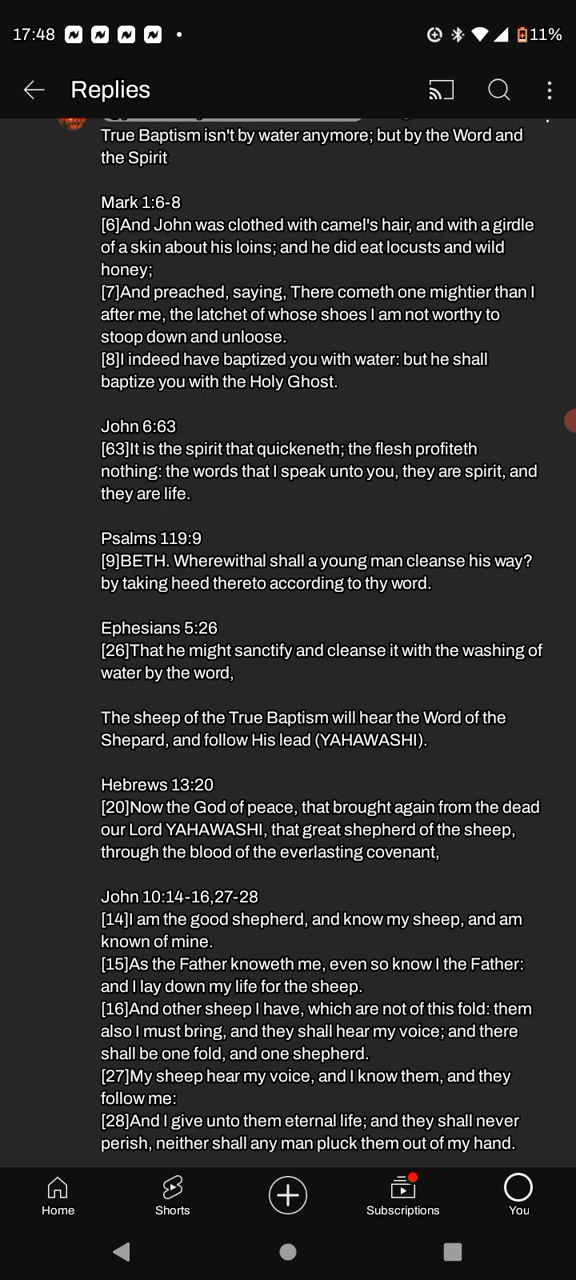 17:48
11%
Replies
True Baptism isn't by water anymore; but by the Word and
the Spirit
Mark 1:6-8
[6]And John was clothed with camel's hair, and with a girdle
of a skin about his loins; and he did eat locusts and wild
honey;
[7]And preached, saying, There cometh one mightier than I
after me, the latchet of whose shoes I am not worthy to
stoop down and unloose.
[8]I indeed have baptized you with water: but he shall
baptize you with the Holy Ghost.
John 6:63
[63]It is the spirit that quickeneth; the flesh profiteth
nothing: the words that I speak unto you, they are spirit, and
they are life.
Psalms 119:9
[9]BETH. Wherewithal shall a young man cleanse his way?
by taking heed thereto according to thy word.
Ephesians 5:26
[26]That he might sanctify and cleanse it with the washing of
water by the word,
The sheep of the True Baptism will hear the Word of the
Shepard, and follow His lead (YAHAWASHI).
Hebrews 13:20
[20]Now the God of peace, that brought again from the dead
our Lord YAHAWASHI, that great shepherd of the sheep,
through the blood of the everlasting covenant,
John 10:14-16,27-28
[14]I am the good shepherd, and know my sheep, and am
known of mine.
[15]As the Father knoweth me, even so know I the Father:
and I lay down my life for the sheep.
[16]And other sheep I have, which are not of this fold: them
also I must bring, and they shall hear my voice; and there
shall be one fold, and one shepherd.
[27]My sheep hear my voice, and I know them, and they
follow me:
[28]And I give unto them eternal life; and they shall never
perish, neither shall any man pluck them out of my hand.
Home
Shorts
Subscriptions
You